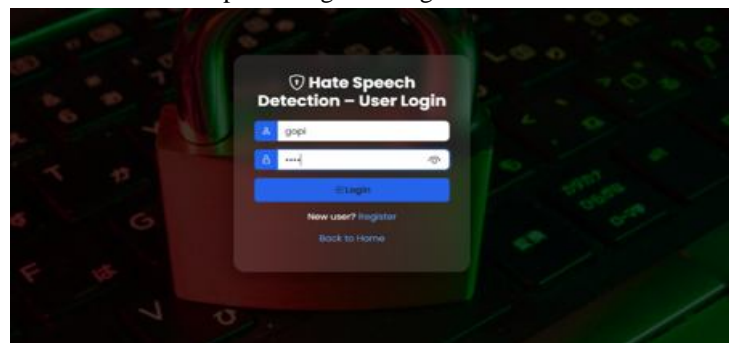 Hate Speech
Detection – User Login
gopi
••••
Login
New user? Register
Back to Home